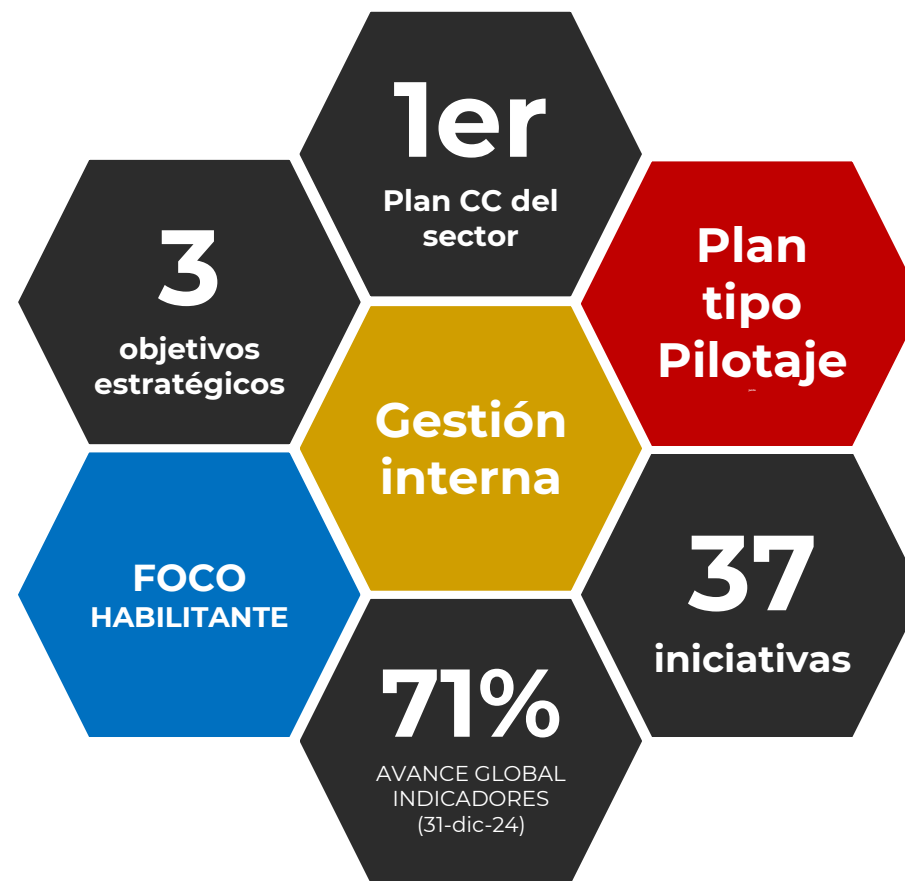 1er
Plan CC del
sector
3
objetivos
estratégicos
Plan
tipo
Pilotaje
Gestión
interna
FOCO
HABILITANTE
37
iniciativas
71%
AVANCE GLOBAL
INDICADORES
(31-dic-24)